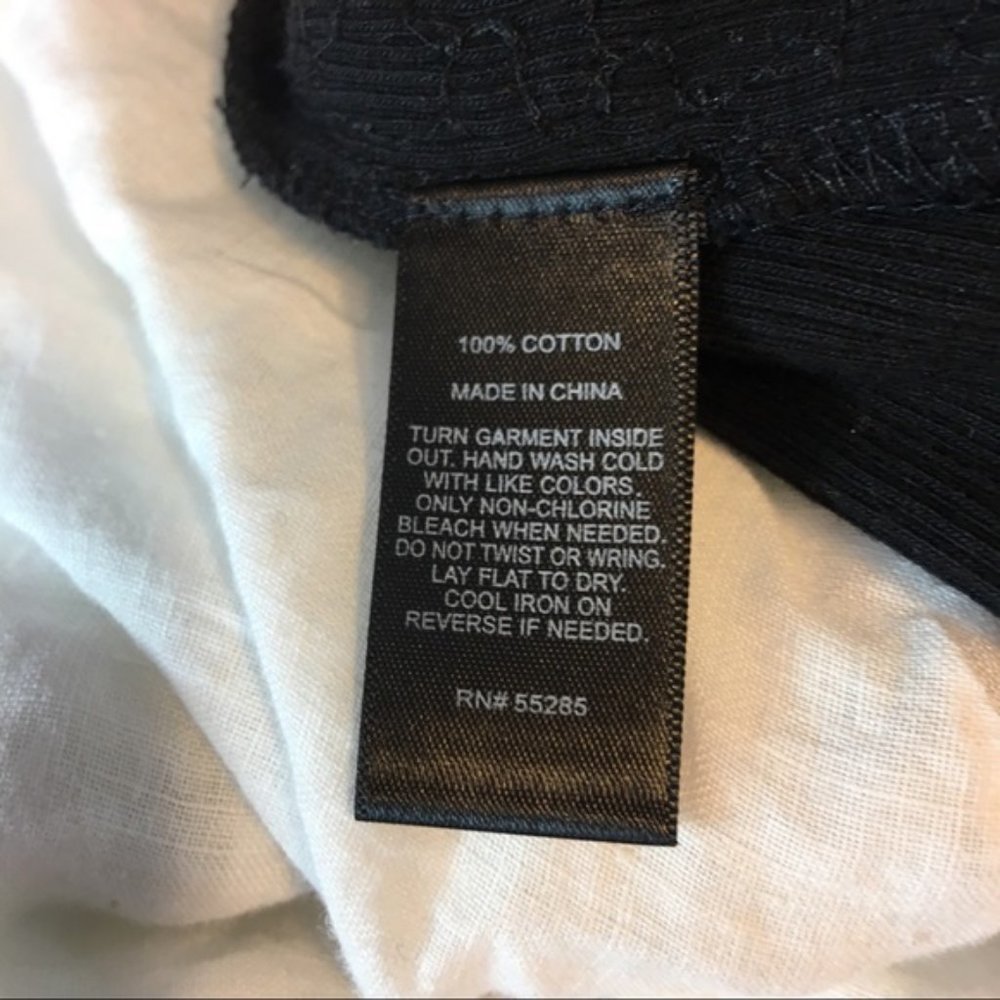 100% COTTON
MADE IN CHINA
TURN GARMENT INSIDE
OUT. HAND WASH COLD
WITH LIKE COLORS.
ONLY NON-CHLORINE
BLEACH WHEN NEEDED.
DO NOT TWIST OR WRING.
LAY FLAT TO DRY.
COOL IRON ON
REVERSE IF NEEDED.
RN# 55285